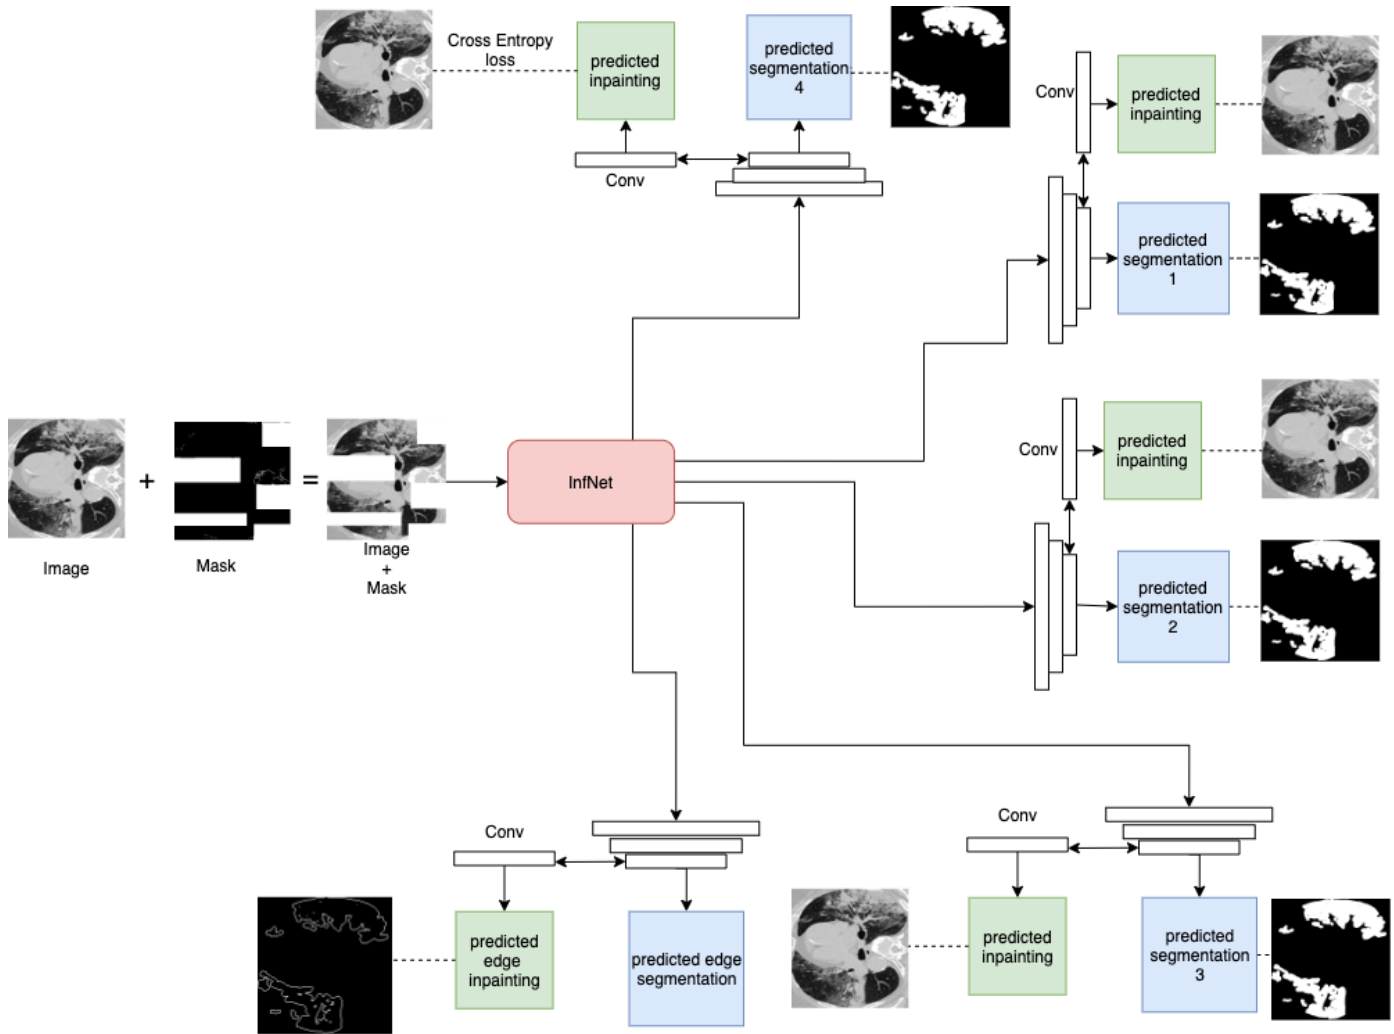 Cross Entropy
loss
predicted
inpainting
predicted
segmentation
4
Conv
Conv
predicted
inpainting
predicted
segmentation
1
Image
+
Mask
=
Image
+
Mask
InfNet
Conv
predicted
inpainting
predicted
segmentation
2
Conv
predicted
edge
inpainting
predicted edge
segmentation
Conv
predicted
inpainting
predicted
segmentation
3